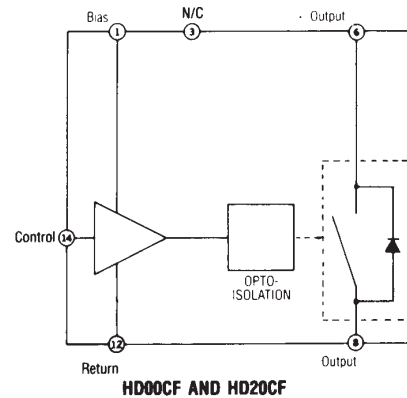 Bias
N/C
Output
1
3
6
Control
14
OPTO-
ISOLATION
12
8
Return
Output
HD00CF AND HD20CF